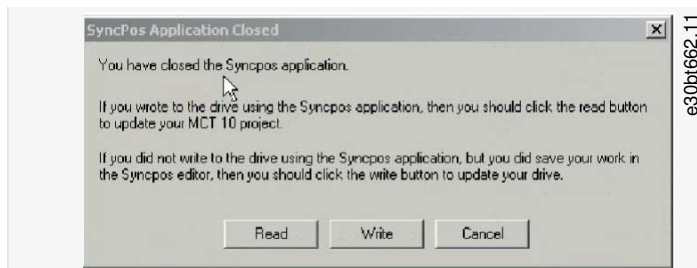 SyncPos Application Closed
You have closed the Syncpos application.
If you wrote to the drive using the Syncpos application, then you should click the read button
to update your MCT 10 project.
If you did not write to the drive using the Syncpos application, but you did save your work in
the Syncpos editor, then you should click the write button to update your drive.
Read Write Cancel
e30bt662.11